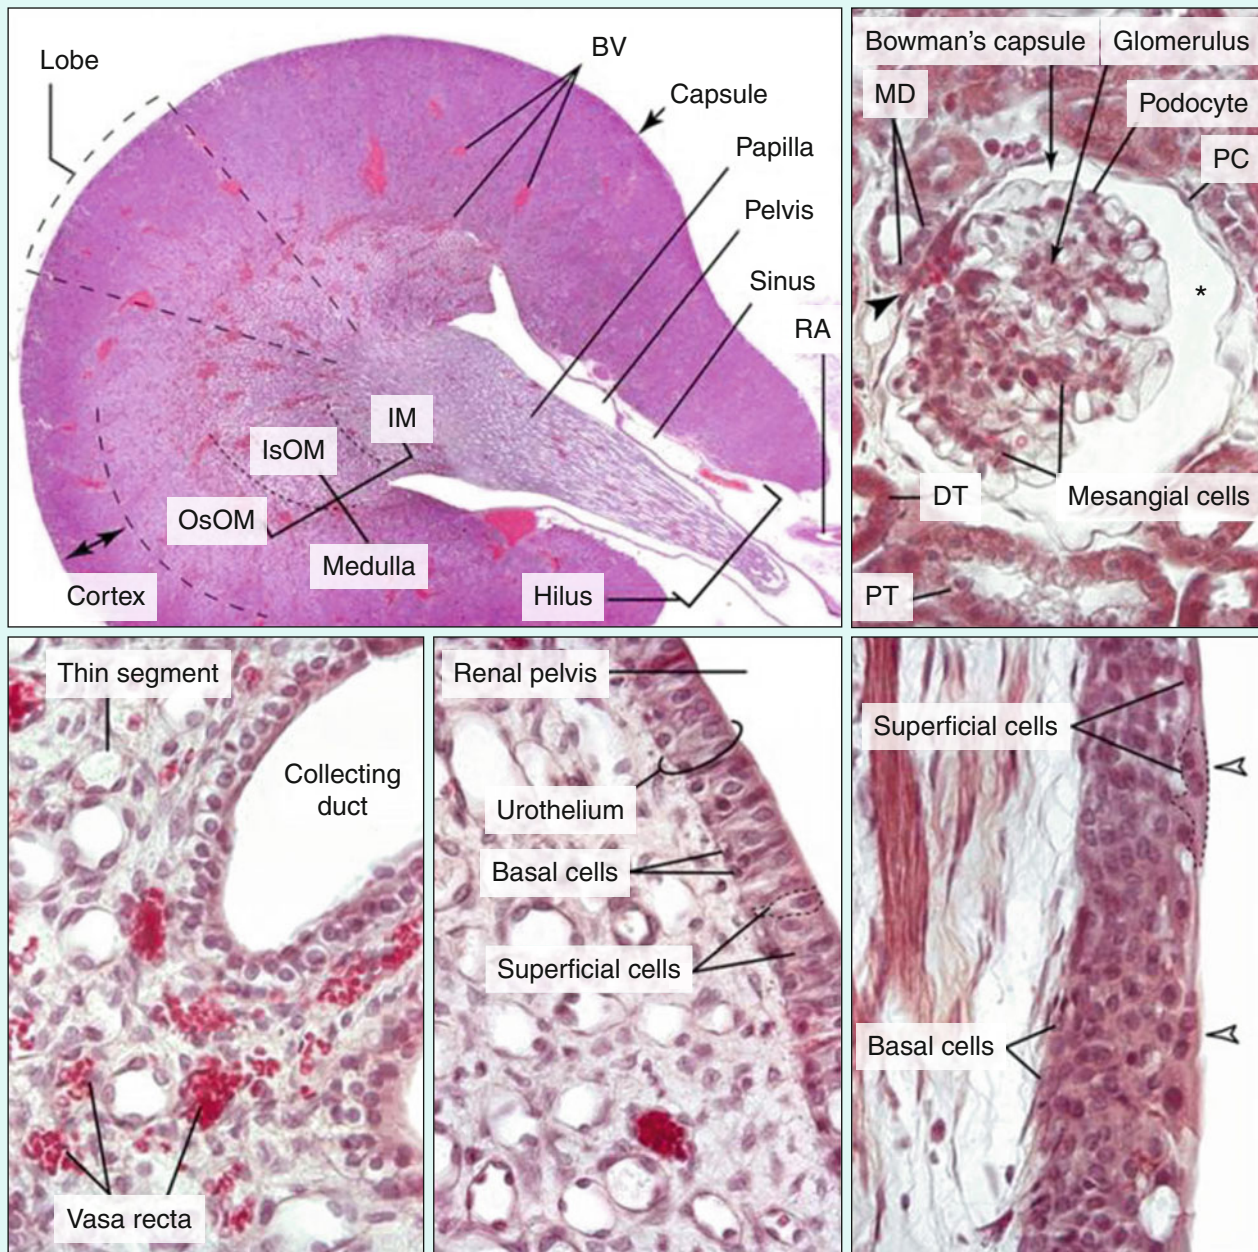 Lobe
BV
Capsule
Papilla
Pelvis
Sinus
RA
IM
IsOM
OsOM
Medulla
Cortex
Hilus
Bowman's capsule
Glomerulus
MD
Podocyte
PC
*
DT
Mesangial cells
PT
Thin segment
Collecting
duct
Vasa recta
Renal pelvis
Urothelium
Basal cells
Superficial cells
Superficial cells
Basal cells